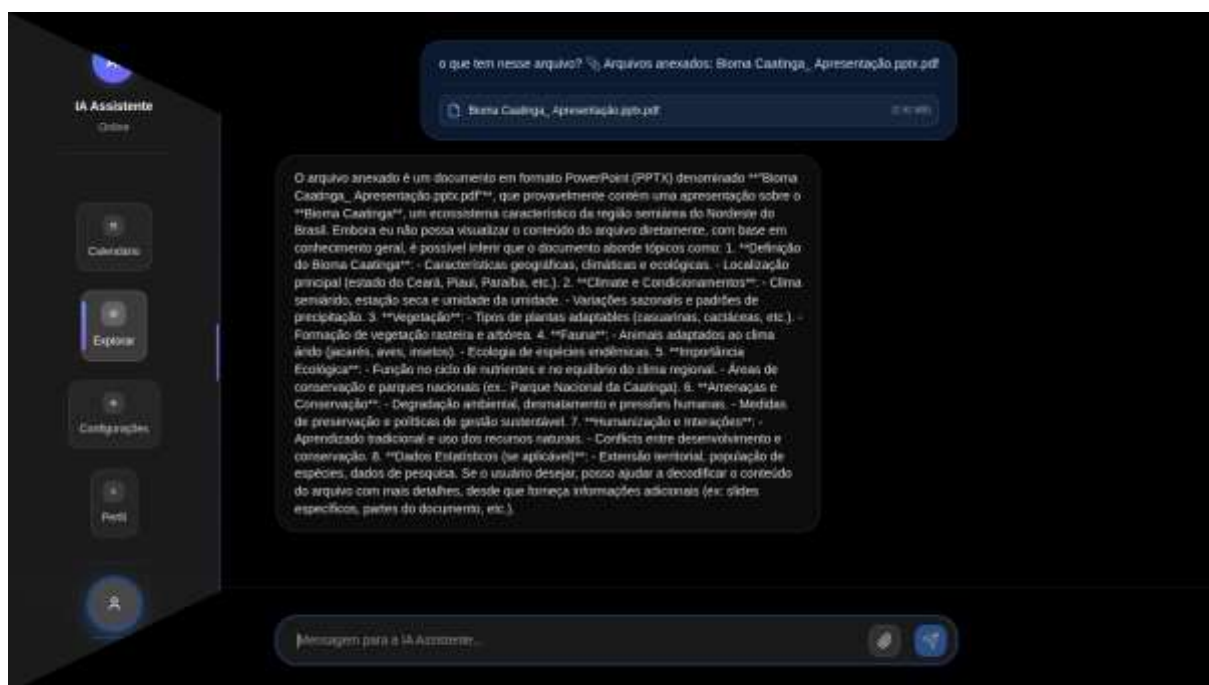 IA Assistente
Online
Calendário
Explorar
Configurações
Perfil
o que tem nesse arquivo? 📎 Arquivos anexados: Bioma Caatinga_ Apresentação.pptx.pdf
Bioma Caatinga_ Apresentação.pptx.pdf
O arquivo anexado é um documento em formato PowerPoint (PPTX) denominado **"Bioma
Caatinga_ Apresentação.pptx.pdf"**, que provavelmente contém uma apresentação sobre o
**Bioma Caatinga**, um ecossistema característico da região semiárea do Nordeste do
Brasil. Embora eu não possa visualizar o conteúdo do arquivo diretamente, com base em
conhecimento geral, é possível inferir que o documento aborde tópicos como: 1. **Definição
do Bioma Caatinga**: - Características geográficas, climáticas e ecológicas. - Localização
principal (estado do Ceará, Piauí, Paraíba, etc.). 2. **Climate e Condicionamentos**: - Clima
semiárido, estação seca e umidade da umidade. - Variações sazonais e padrões de
precipitação. 3. **Vegetação**: - Tipos de plantas adaptables (casuarinas, cactáceas, etc.). -
Formação de vegetação rasteira e arbórea. 4. **Fauna**: - Animais adaptados ao clima
árido (jacarés, aves, insetos). - Ecologia de espécies endêmicas. 5. **Importância
Ecológica**: - Função no ciclo de nutrientes e no equilíbrio do clima regional. - Áreas de
conservação e parques nacionais (ex.: Parque Nacional da Caatinga). 6. **Ameaças e
Conservação**: - Degradação ambiental, desmatamento e pressões humanas. - Medidas
de preservação e políticas de gestão sustentável. 7. **Humanização e Interações**: -
Aprendizado tradicional e uso dos recursos naturais. - Conflicts entre desenvolvimento e
conservação. 8. **Dados Estatísticos (se aplicável)**: - Extensão territorial, população de
espécies, dados de pesquisa. Se o usuário desejar, posso ajudar a decodificar o conteúdo
do arquivo com mais detalhes, desde que forneça informações adicionais (ex: slides
específicos, partes do documento, etc.).
Mensagem para a IA Assistente...